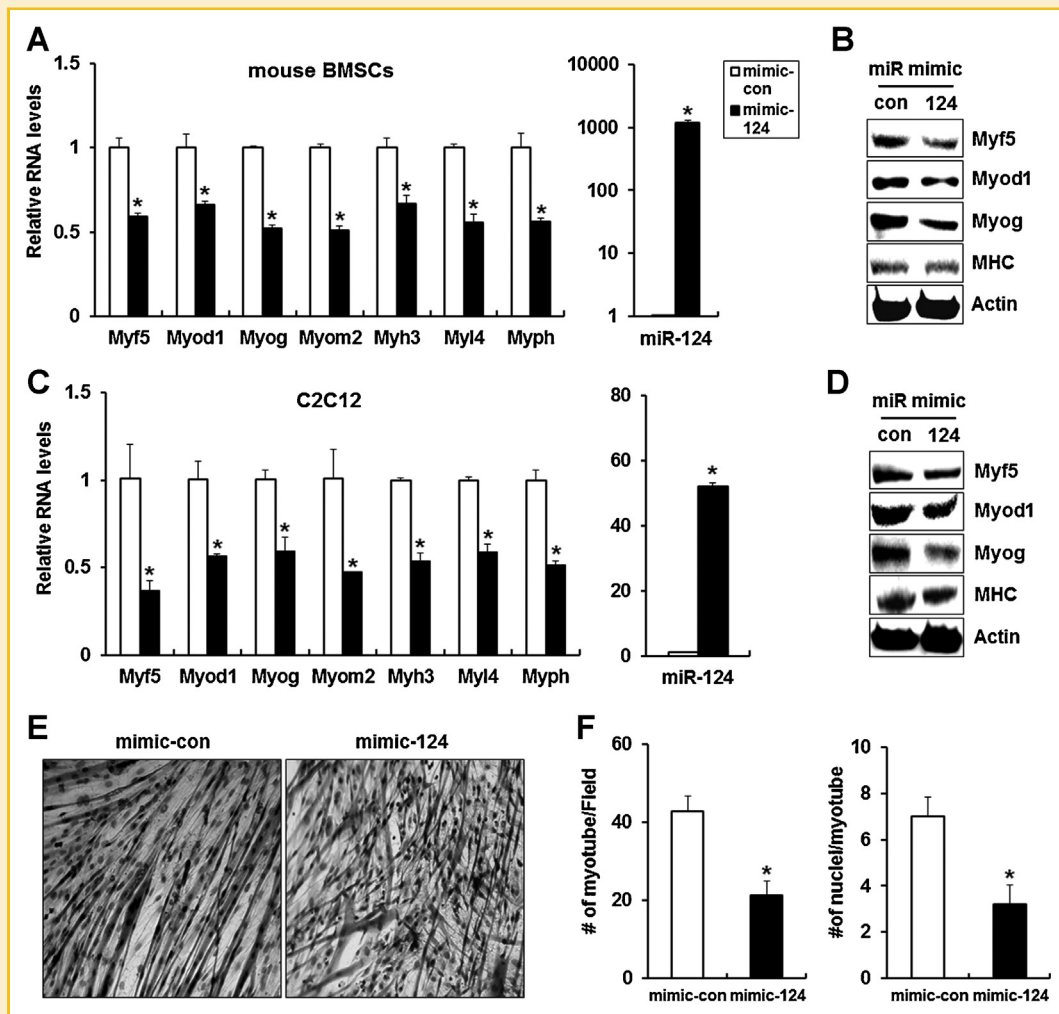 A
mouse BMSCs
Relative RNA levels
1.5
1
0.5
0
* * * * * * *
Myf5 Myod1 Myog Myom2 Myh3 Myl4 Myph
10000
1000
100
10
1
*
miR-124
mimic-con
mimic-124
B
miR mimic
con 124
Myf5
Myod1
Myog
MHC
Actin
C
C2C12
Relative RNA levels
1.5
1
0.5
0
* * * * * * *
Myf5 Myod1 Myog Myom2 Myh3 Myl4 Myph
80
60
40
20
0
*
miR-124
D
miR mimic
con 124
Myf5
Myod1
Myog
MHC
Actin
E
mimic-con mimic-124
F
# of myotube/Field
60
40
20
0
*
mimic-con mimic-124
#of nuclei/myotube
10
8
6
4
2
0
*
mimic-con mimic-124